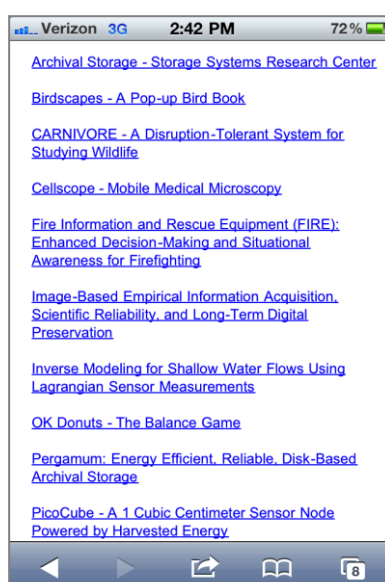 Verizon 3G 2:42 PM 72%
Archival Storage - Storage Systems Research Center
Birdscapes - A Pop-up Bird Book
CARNIVORE - A Disruption-Tolerant System for
Studying Wildlife
Cellscope - Mobile Medical Microscopy
Fire Information and Rescue Equipment (FIRE):
Enhanced Decision-Making and Situational
Awareness for Firefighting
Image-Based Empirical Information Acquisition,
Scientific Reliability, and Long-Term Digital
Preservation
Inverse Modeling for Shallow Water Flows Using
Lagrangian Sensor Measurements
OK Donuts - The Balance Game
Pergamum: Energy Efficient, Reliable, Disk-Based
Archival Storage
PicoCube - A 1 Cubic Centimeter Sensor Node
Powered by Harvested Energy
8